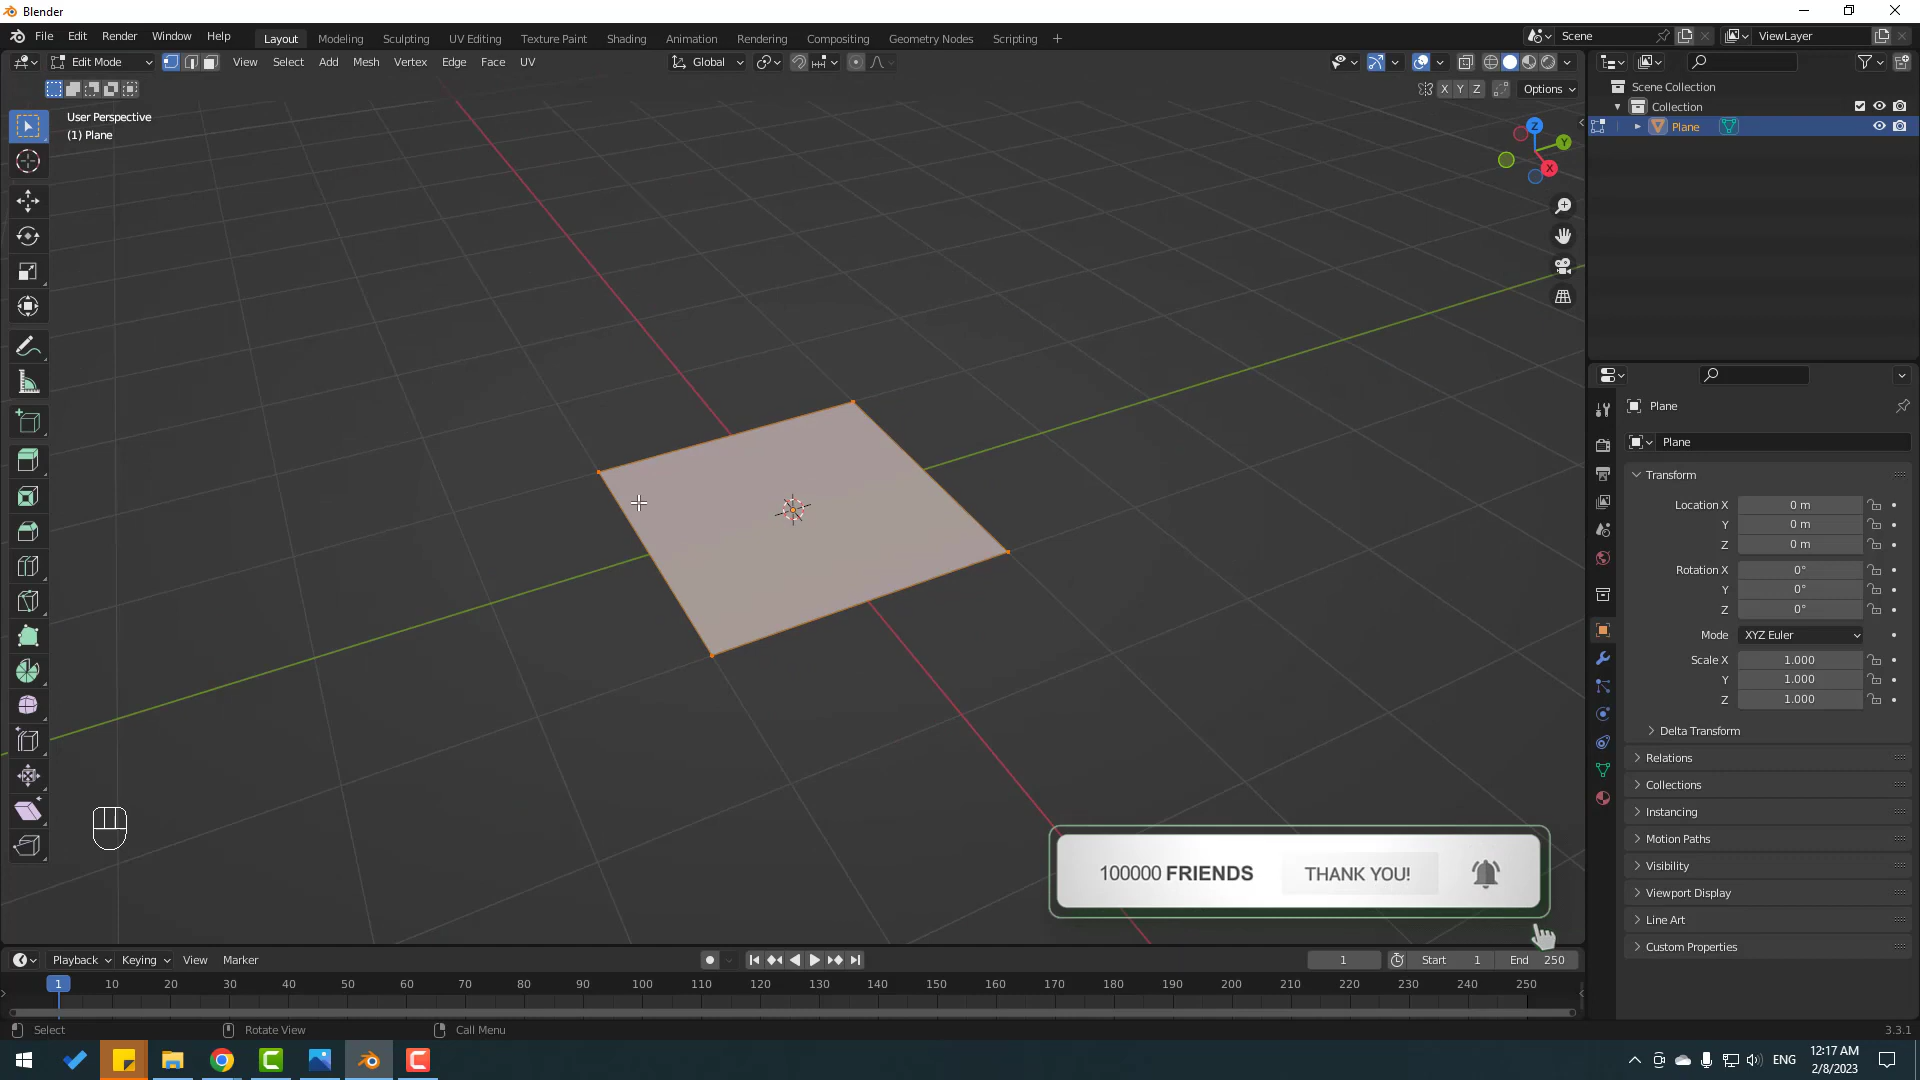 Blender
File Edit Render Window Help
Layout Modeling Sculpting UV Editing Texture Paint Shading Animation Rendering Compositing Geometry Nodes Scripting +
Scene
ViewLayer
Edit Mode
View Select Add Mesh Vertex Edge Face UV
Global
X Y Z
Options
User Perspective
(1) Plane
Z
Y
X
Scene Collection
Collection
Plane
Plane
Plane
Transform
Location X 0 m
Y 0 m
Z 0 m
Rotation X 0°
Y 0°
Z 0°
Mode XYZ Euler
Scale X 1.000
Y 1.000
Z 1.000
Delta Transform
Relations
Collections
Instancing
Motion Paths
Visibility
Viewport Display
Line Art
Custom Properties
100000 FRIENDS THANK YOU!
Playback Keying View Marker
1
Start 1
End 250
1 10 20 30 40 50 60 70 80 90 100 110 120 130 140 150 160 170 180 190 200 210 220 230 240 250
Select Rotate View Call Menu
3.3.1
ENG
12:17 AM
2/8/2023